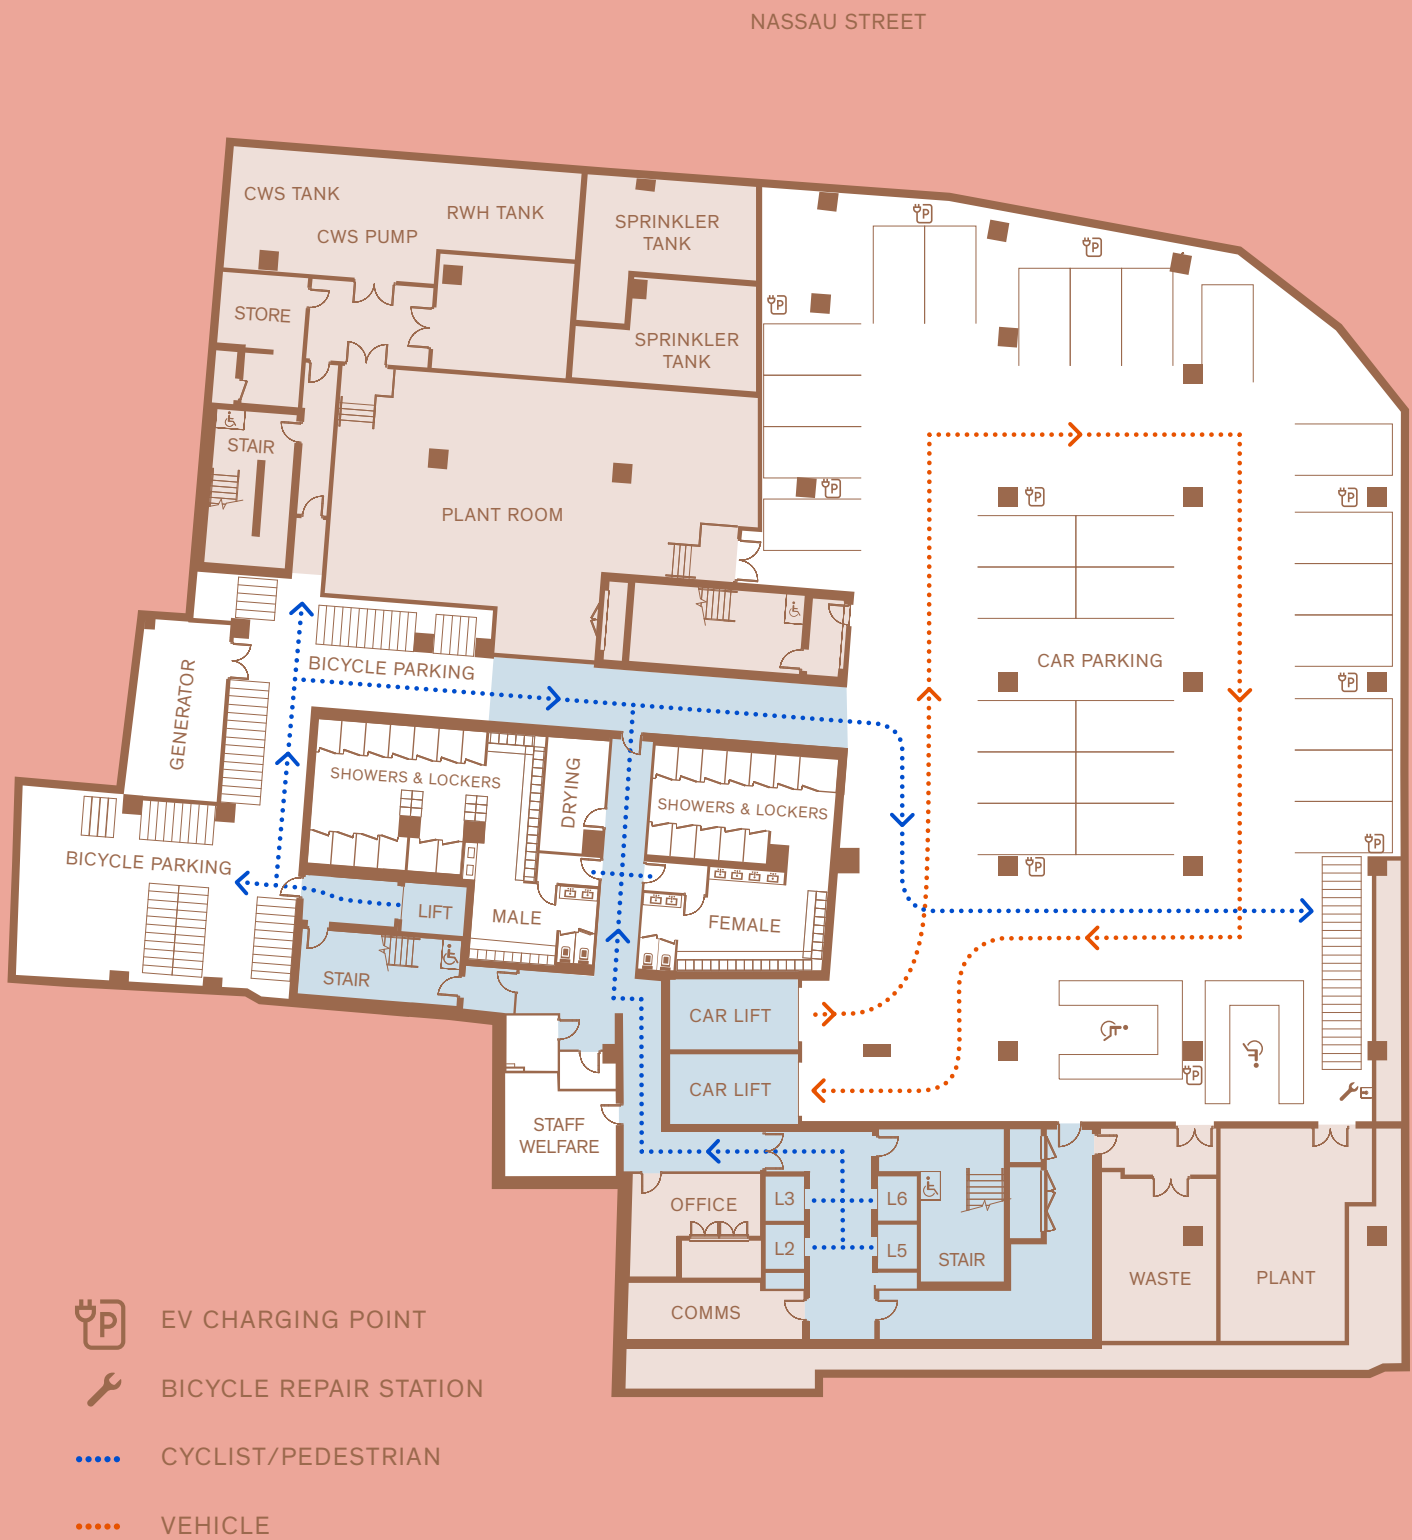 NASSAU STREET
CWS TANK
RWH TANK
CWS PUMP
SPRINKLER
TANK
STORE
SPRINKLER
TANK
STAIR
PLANT ROOM
P
P
P
P
P
P
P
P
P
P
BICYCLE PARKING
CAR PARKING
GENERATOR
SHOWERS & LOCKERS
DRYING
SHOWERS & LOCKERS
BICYCLE PARKING
LIFT
MALE
FEMALE
STAIR
CAR LIFT
CAR LIFT
STAFF
WELFARE
OFFICE
L3
L6
L2
L5
STAIR
WASTE
PLANT
COMMS
P
EV CHARGING POINT
BICYCLE REPAIR STATION
CYCLIST/PEDESTRIAN
VEHICLE